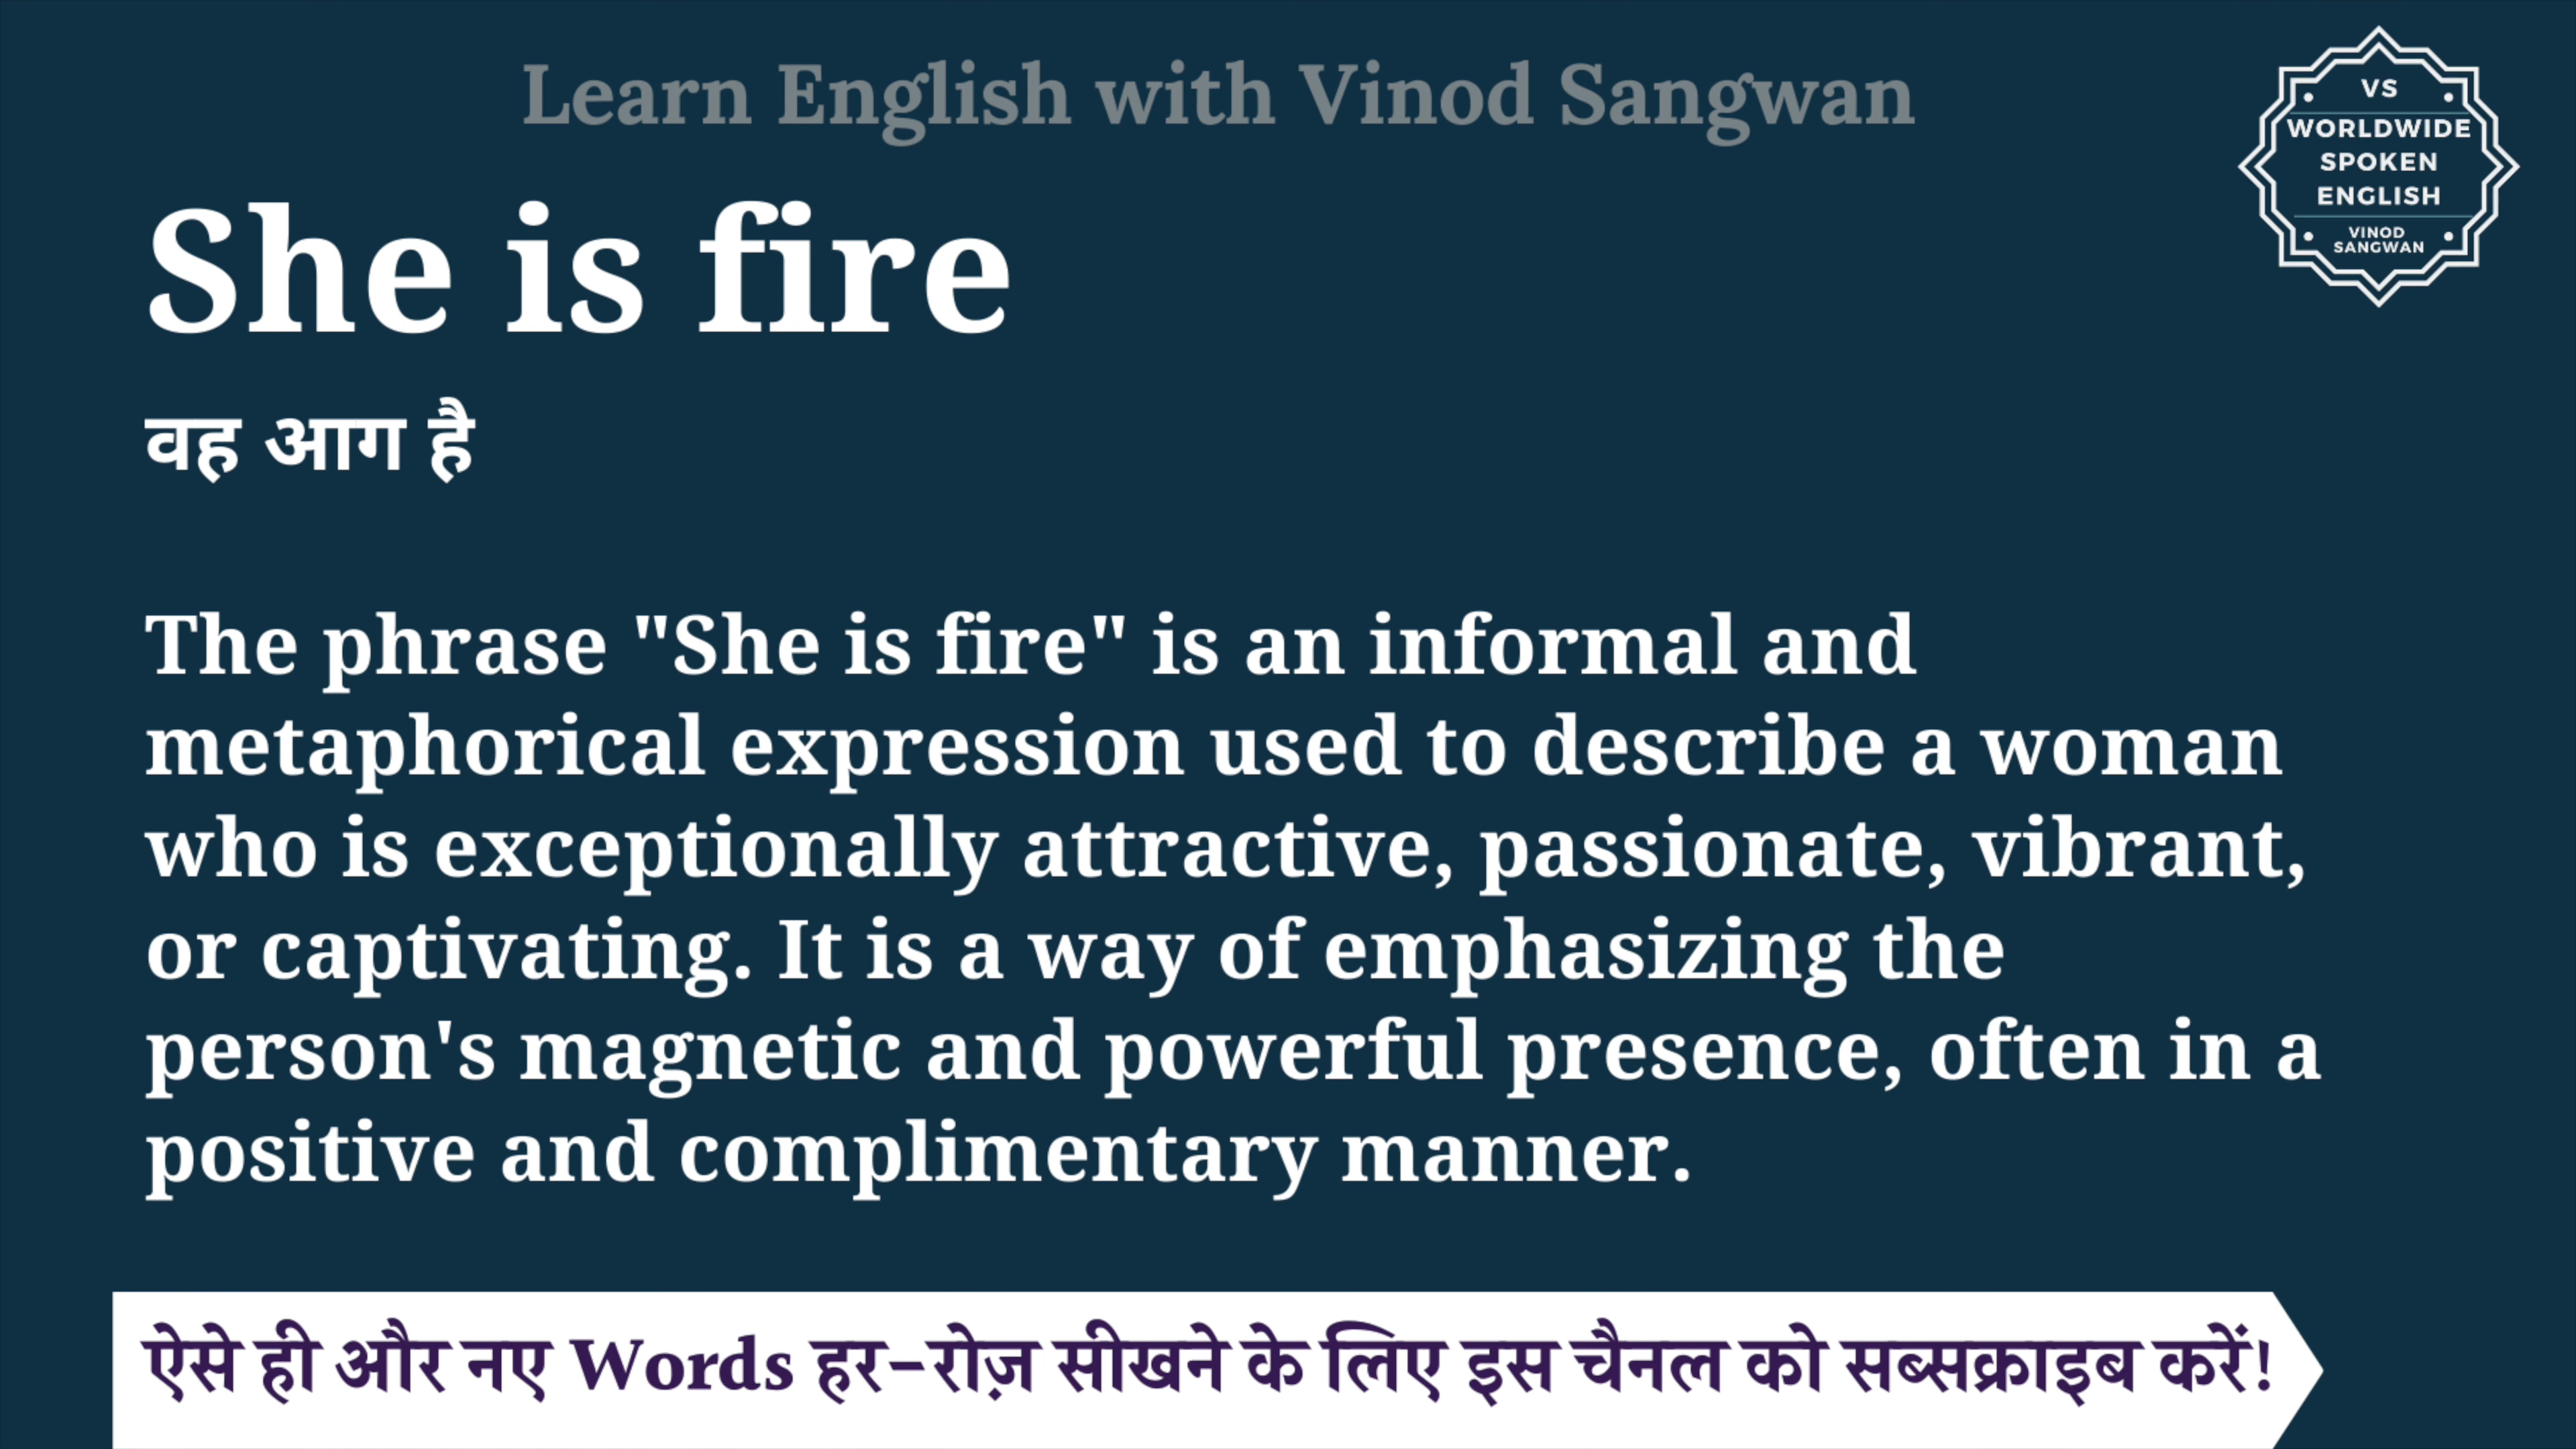 Learn English with Vinod Sangwan
VS
WORLDWIDE
SPOKEN
ENGLISH
VINOD
SANGWAN
She is fire
वह आग है
The phrase "She is fire" is an informal and
metaphorical expression used to describe a woman
who is exceptionally attractive, passionate, vibrant,
or captivating. It is a way of emphasizing the
person's magnetic and powerful presence, often in a
positive and complimentary manner.
ऐसे ही और नए Words हर-रोज़ सीखने के लिए इस चैनल को सब्सक्राइब करें!